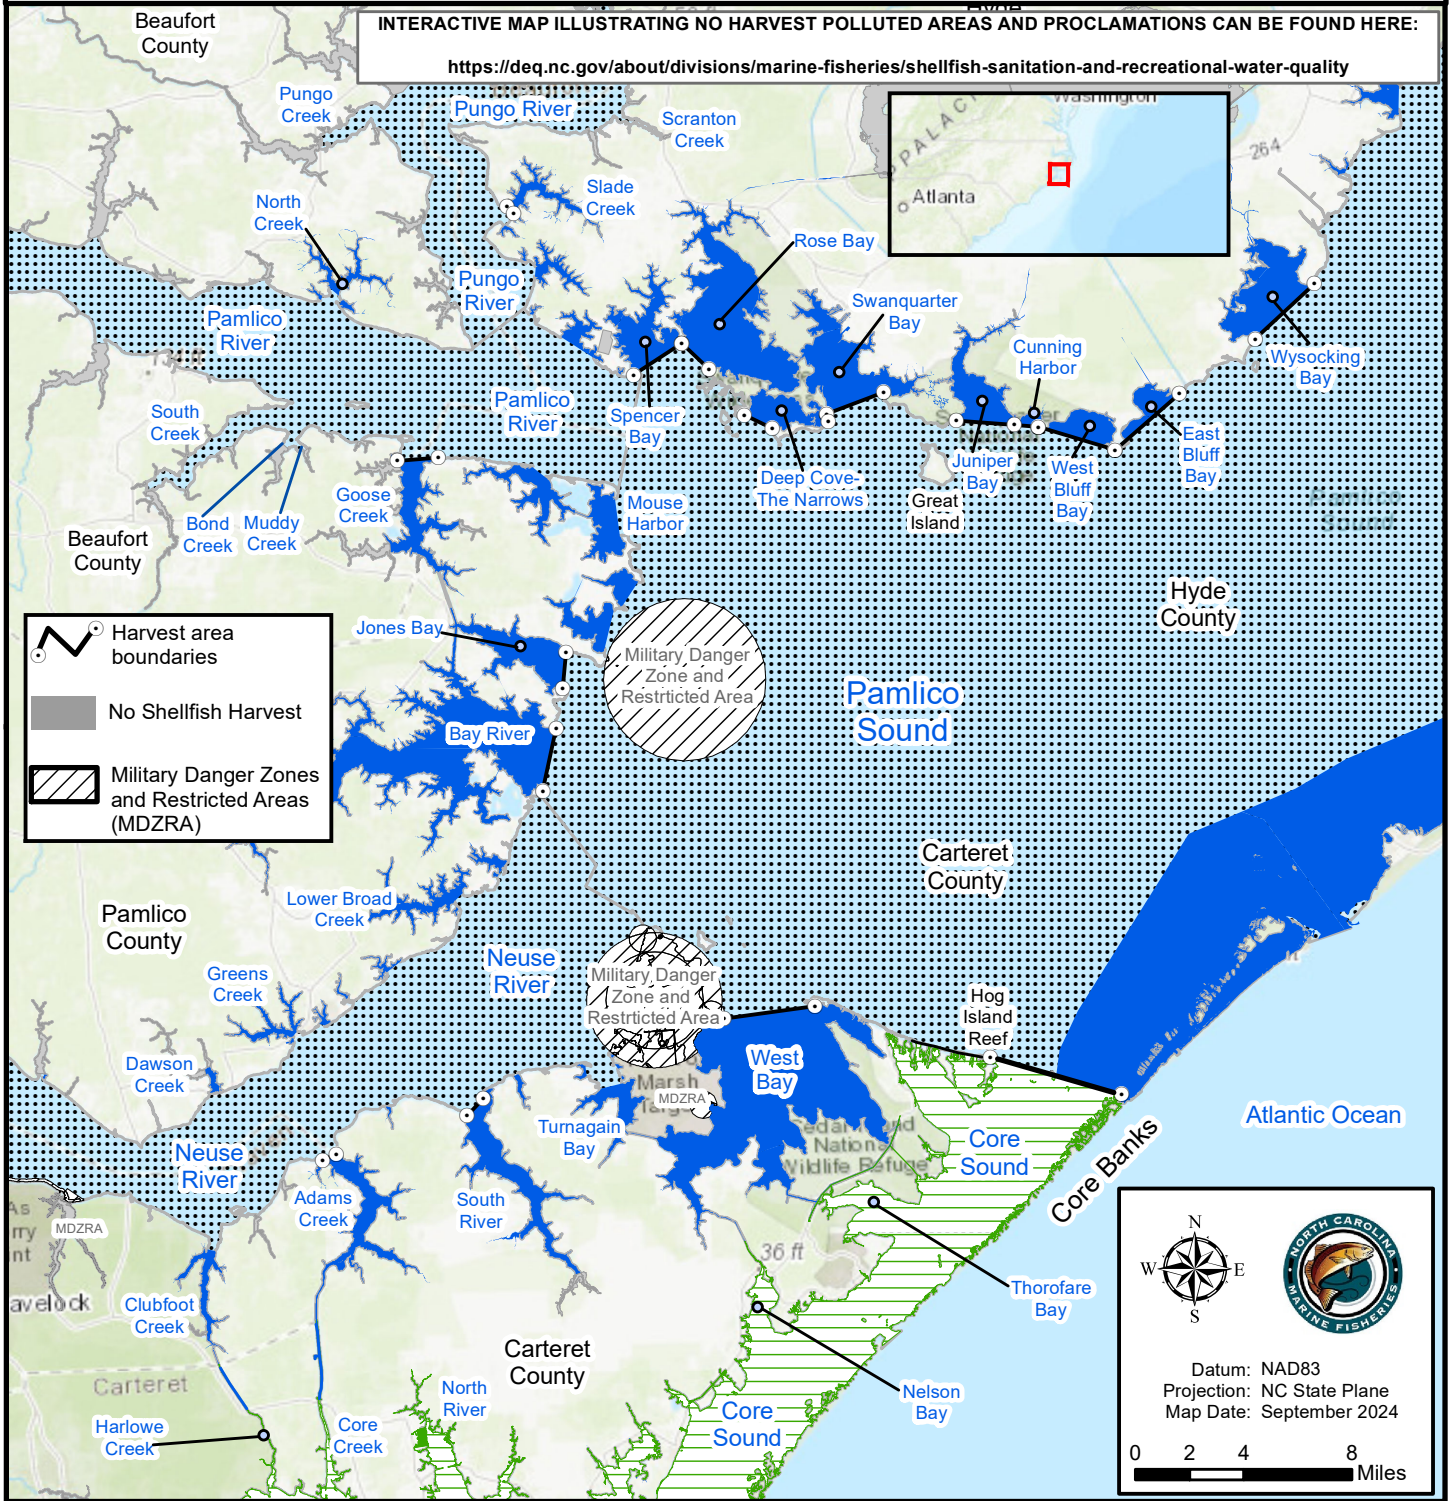 INTERACTIVE MAP ILLUSTRATING NO HARVEST POLLUTED AREAS AND PROCLAMATIONS CAN BE FOUND HERE:
https://deq.nc.gov/about/divisions/marine-fisheries/shellfish-sanitation-and-recreational-water-quality
Beaufort
County
Hyde
Washington
Atlanta
264
Pungo
Creek
Pungo River
Scranton
Creek
North
Creek
Slade
Creek
Rose Bay
Pungo
River
Swanquarter
Bay
Pamlico
River
Cunning
Harbor
Wysocking
Bay
South
Creek
Pamlico
River
Spencer
Bay
East
Bluff
Bay
Juniper
Bay
West
Bluff
Bay
Deep Cove-
The Narrows
Great
Island
Goose
Creek
Mouse
Harbor
Bond
Creek
Muddy
Creek
Beaufort
County
Pamlico
Sound
Hyde
County
Harvest area
boundaries
No Shellfish Harvest
Military Danger Zones
and Restricted Areas
(MDZRA)
Jones Bay
Military Danger
Zone and
Restrticted Area
Pamlico
Sound
Bay River
Carteret
County
Lower Broad
Creek
Pamlico
County
Neuse
River
Greens
Creek
Military Danger
Zone and
Restrticted Area
Hog
Island
Reef
Dawson
Creek
West
Bay
Marsh
MDZRA
Turnagain
Bay
National
Wildlife Refuge
Core
Sound
Atlantic Ocean
Core Banks
Neuse
River
Adams
Creek
South
River
MDZRA
36 ft
Thorofare
Bay
Clubfoot
Creek
Carteret
County
Carteret
North
River
Nelson
Bay
Harlowe
Creek
Core
Creek
Core
Sound
N
W
E
S
NORTH CAROLINA
MARINE FISHERIES
Datum: NAD83
Projection: NC State Plane
Map Date: September 2024
0 2 4 8
Miles